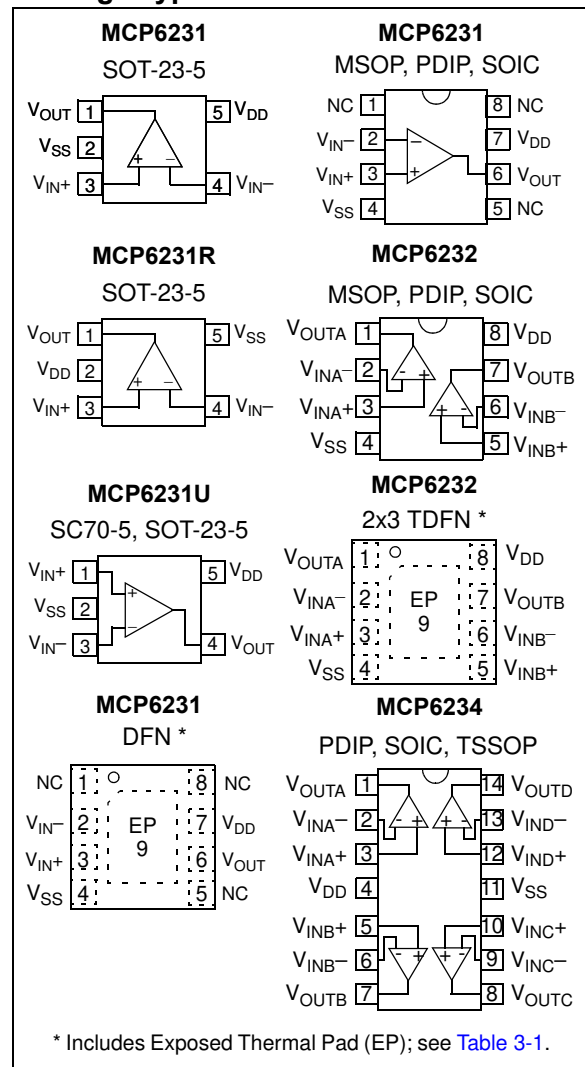 MCP6231
SOT-23-5
VOUT 1
5 VDD
VSS 2
VIN+ 3
4 VIN–
+ –
MCP6231
MSOP, PDIP, SOIC
NC 1
8 NC
VIN– 2
7 VDD
VIN+ 3
6 VOUT
VSS 4
5 NC
–
+
MCP6231R
SOT-23-5
VOUT 1
5 VSS
VDD 2
VIN+ 3
4 VIN–
+ –
MCP6232
MSOP, PDIP, SOIC
VOUTA 1
8 VDD
VINA– 2
7 VOUTB
VINA+ 3
6 VINB–
VSS 4
5 VINB+
- +
+ -
MCP6231U
SC70-5, SOT-23-5
VIN+ 1
5 VDD
VSS 2
VIN– 3
4 VOUT
+
–
MCP6232
2x3 TDFN *
VOUTA 1
8 VDD
VINA– 2
7 VOUTB
VINA+ 3
6 VINB–
VSS 4
5 VINB+
EP
9
MCP6231
DFN *
NC 1
8 NC
VIN– 2
7 VDD
VIN+ 3
6 VOUT
VSS 4
5 NC
EP
9
MCP6234
PDIP, SOIC, TSSOP
VOUTA 1
14 VOUTD
VINA– 2
13 VIND–
VINA+ 3
12 VIND+
VDD 4
11 VSS
VINB+ 5
10 VINC+
VINB– 6
9 VINC–
VOUTB 7
8 VOUTC
- +
+ -
- +
+ -
* Includes Exposed Thermal Pad (EP); see Table 3-1.